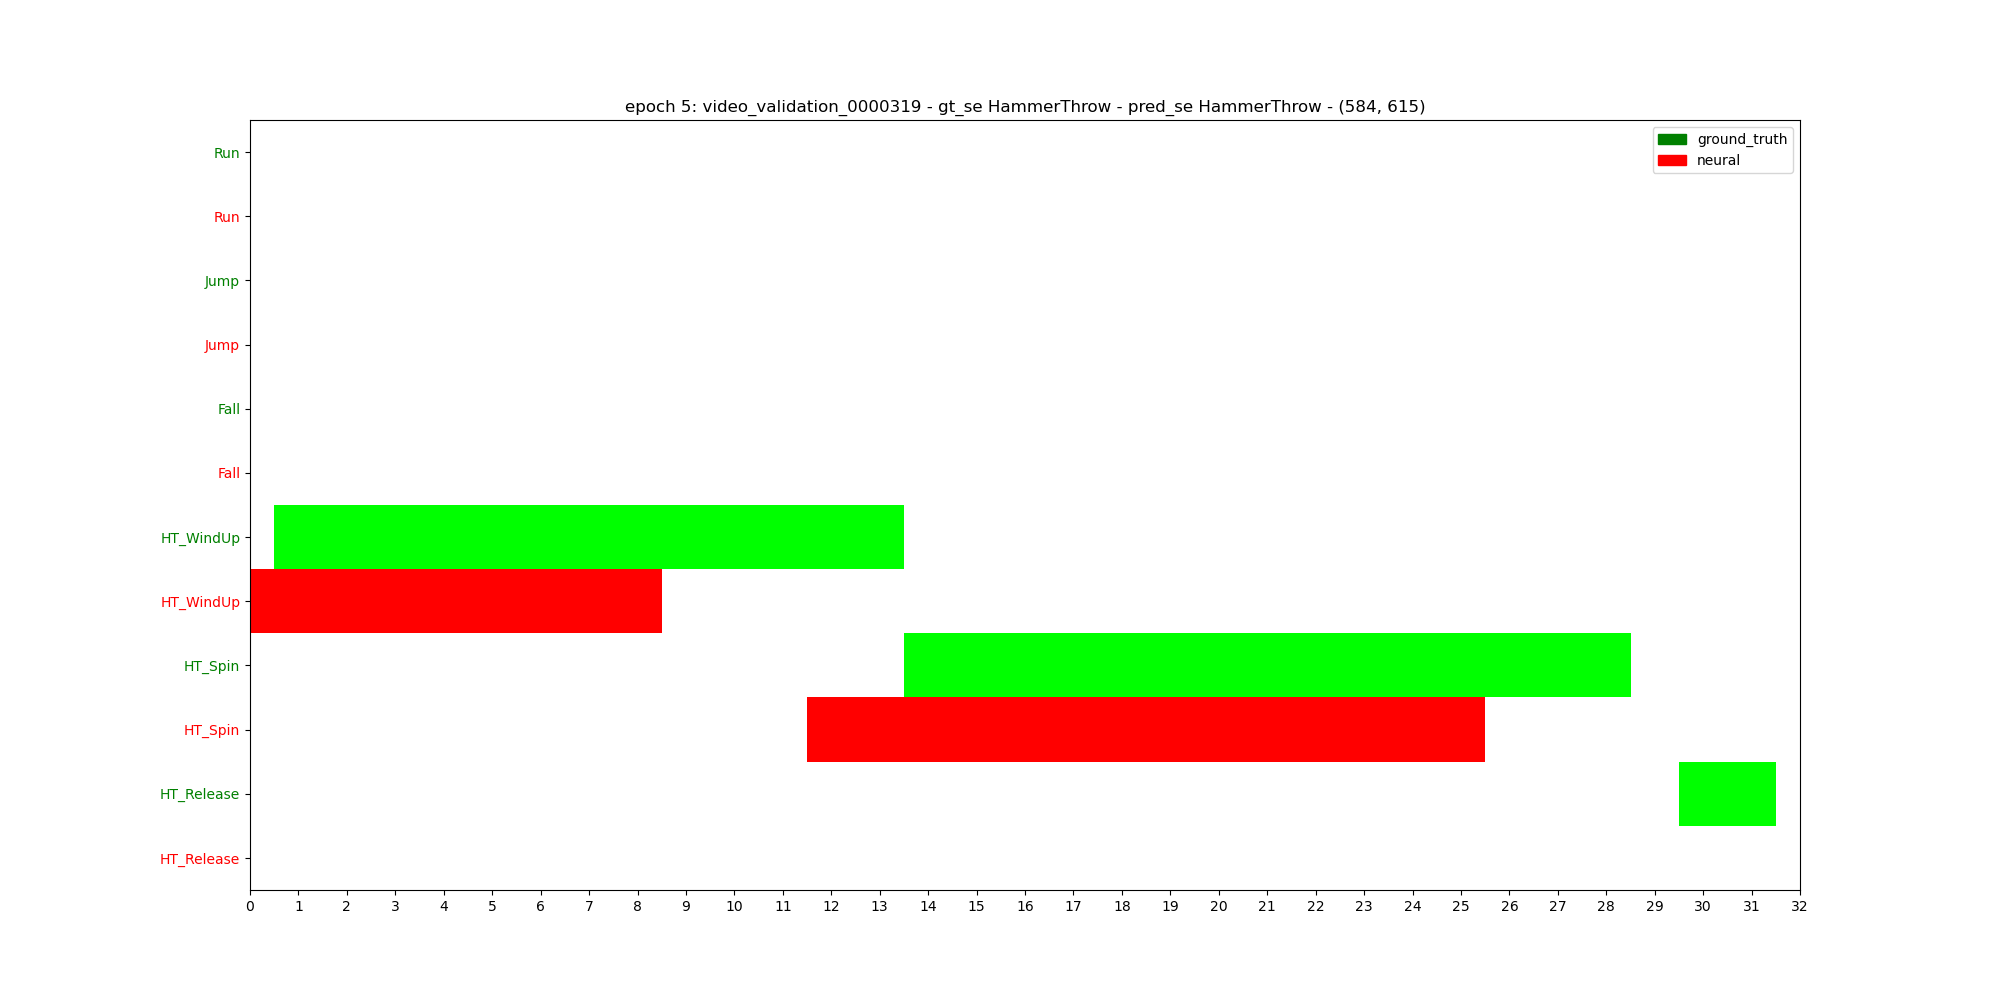 epoch 5: video_validation_0000319 - gt_se HammerThrow - pred_se HammerThrow - (584, 615)
ground_truth
neural
Run
Run
Jump
Jump
Fall
Fall
HT_WindUp
HT_WindUp
HT_Spin
HT_Spin
HT_Release
HT_Release
0 1 2 3 4 5 6 7 8 9 10 11 12 13 14 15 16 17 18 19 20 21 22 23 24 25 26 27 28 29 30 31 32